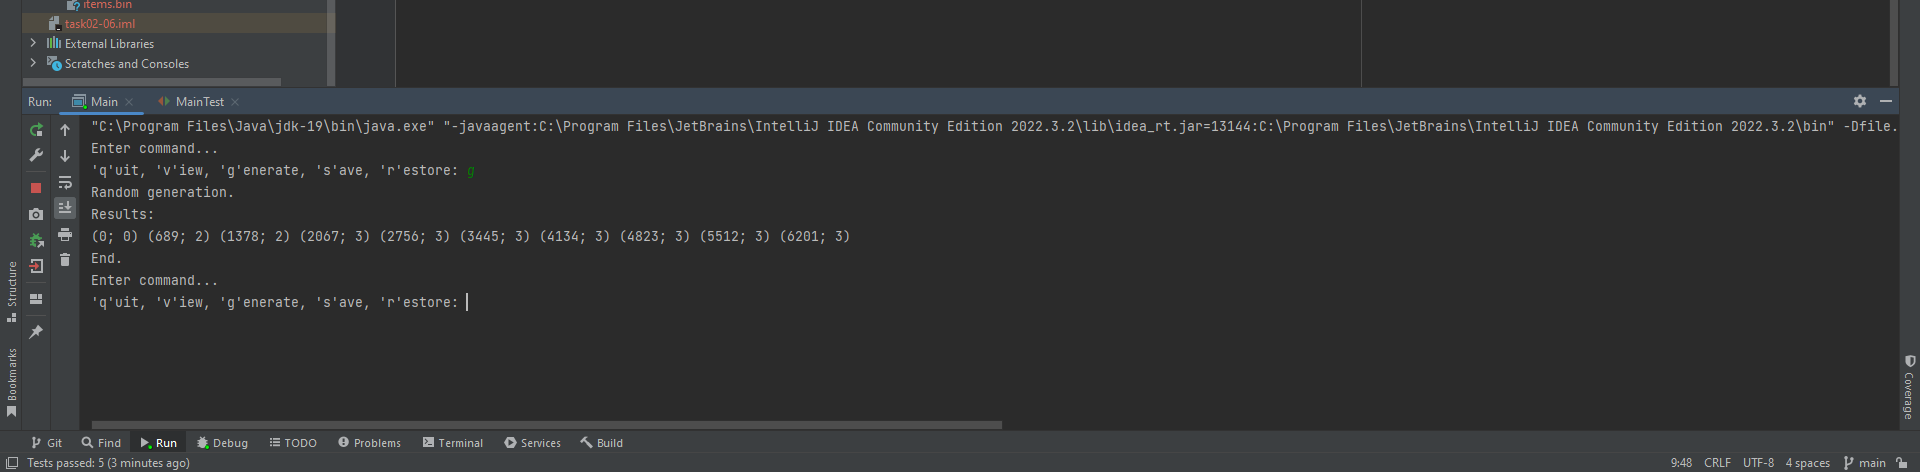 items.bin
task02-06.iml
External Libraries
Scratches and Consoles
Run: Main MainTest
"C:\Program Files\Java\jdk-19\bin\java.exe" "-javaagent:C:\Program Files\JetBrains\IntelliJ IDEA Community Edition 2022.3.2\lib\idea_rt.jar=13144:C:\Program Files\JetBrains\IntelliJ IDEA Community Edition 2022.3.2\bin" -Dfile.
Enter command...
'q'uit, 'v'iew, 'g'enerate, 's'ave, 'r'estore: g
Random generation.
Results:
(0; 0) (689; 2) (1378; 2) (2067; 3) (2756; 3) (3445; 3) (4134; 3) (4823; 3) (5512; 3) (6201; 3)
End.
Enter command...
'q'uit, 'v'iew, 'g'enerate, 's'ave, 'r'estore:
Structure
Bookmarks
Coverage
Git Find Run Debug TODO Problems Terminal Services Build
Tests passed: 5 (3 minutes ago) 9:48 CRLF UTF-8 4 spaces main